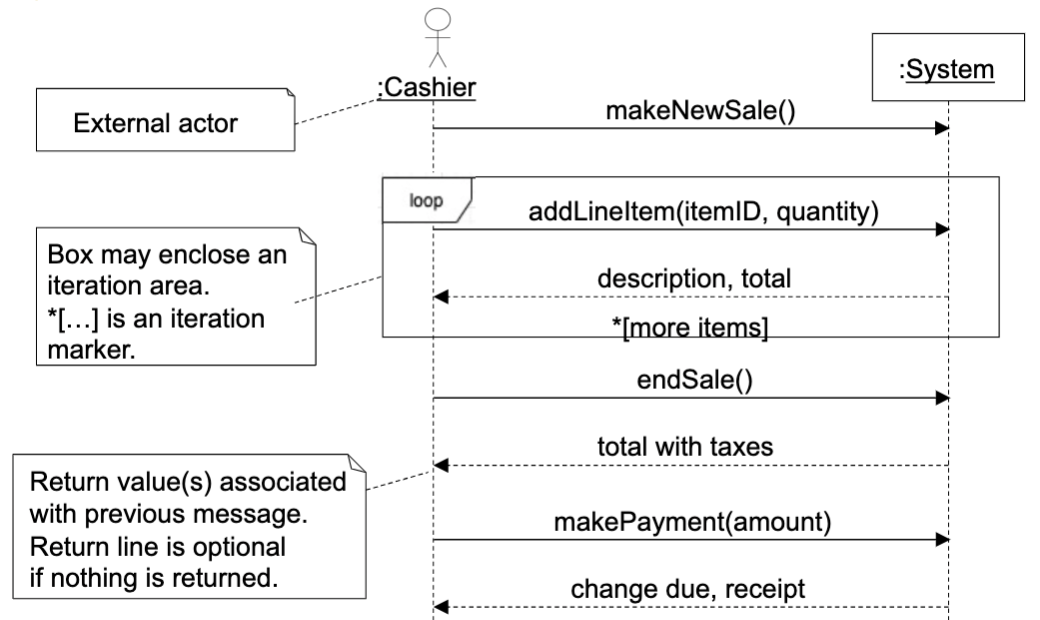 :Cashier
:System
External actor
makeNewSale()
loop
addLineItem(itemID, quantity)
Box may enclose an
iteration area.
*[…] is an iteration
marker.
description, total
*[more items]
endSale()
total with taxes
Return value(s) associated
with previous message.
Return line is optional
if nothing is returned.
makePayment(amount)
change due, receipt